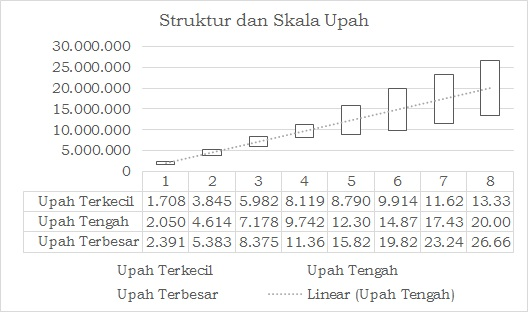 Struktur dan Skala Upah
30.000.000
25.000.000
20.000.000
15.000.000
10.000.000
5.000.000
0
1 2 3 4 5 6 7 8
Upah Terkecil 1.708 3.845 5.982 8.119 8.790 9.914 11.62 13.33
Upah Tengah 2.050 4.614 7.178 9.742 12.30 14.87 17.43 20.00
Upah Terbesar 2.391 5.383 8.375 11.36 15.82 19.82 23.24 26.66
Upah Terkecil Upah Tengah
Upah Terbesar Linear (Upah Tengah)